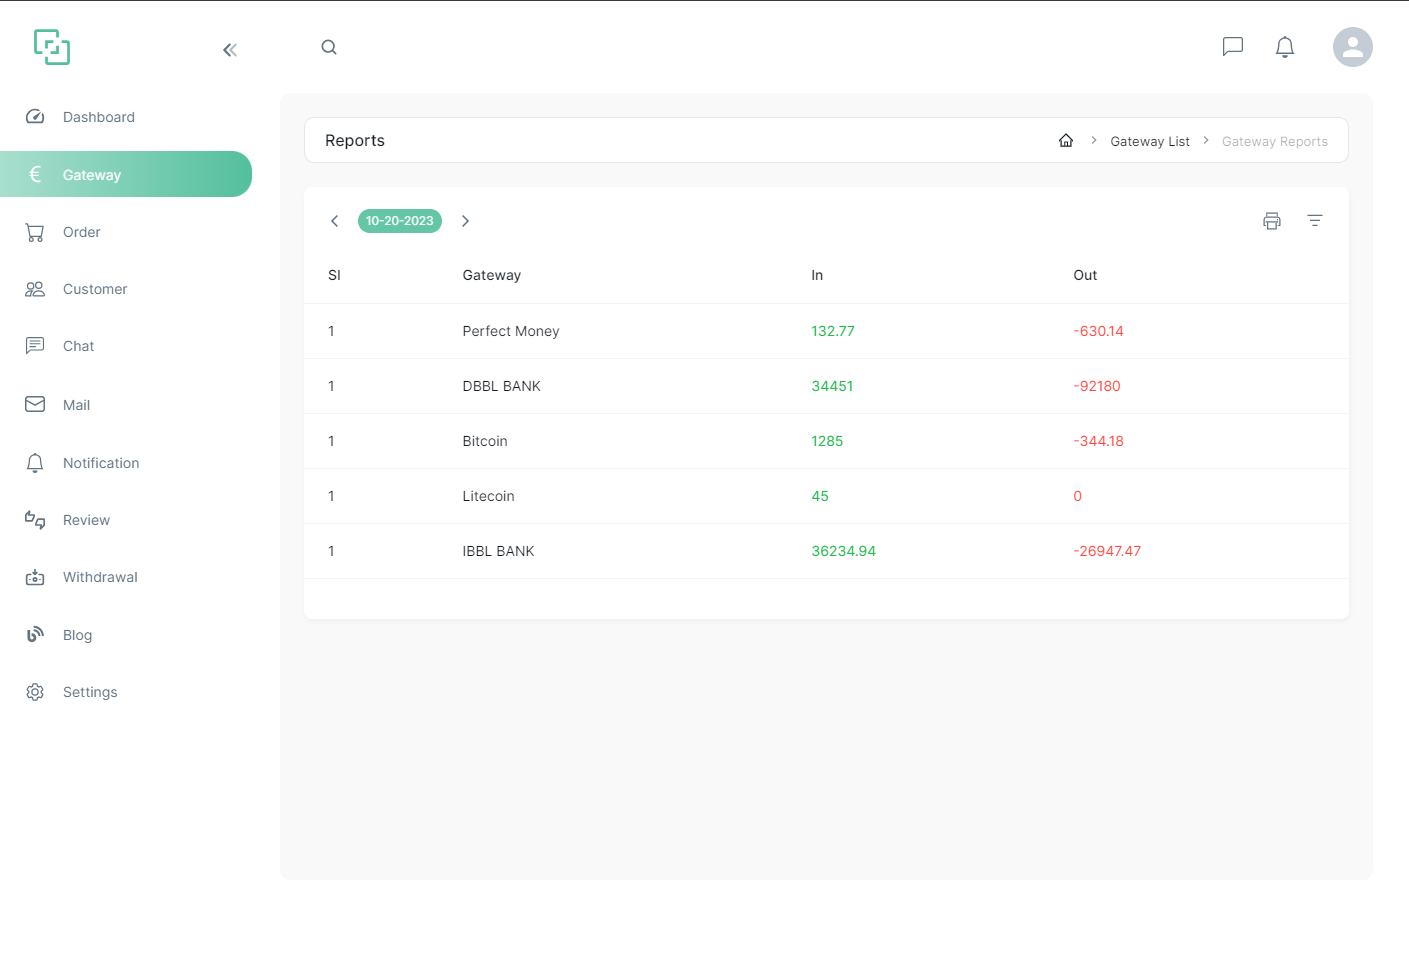 Dashboard
Gateway
Order
Customer
Chat
Mail
Notification
Review
Withdrawal
Blog
Settings
Reports
Gateway List
Gateway Reports
10-20-2023
Sl Gateway In Out
1 Perfect Money 132.77 -630.14
1 DBBL BANK 34451 -92180
1 Bitcoin 1285 -344.18
1 Litecoin 45 0
1 IBBL BANK 36234.94 -26947.47